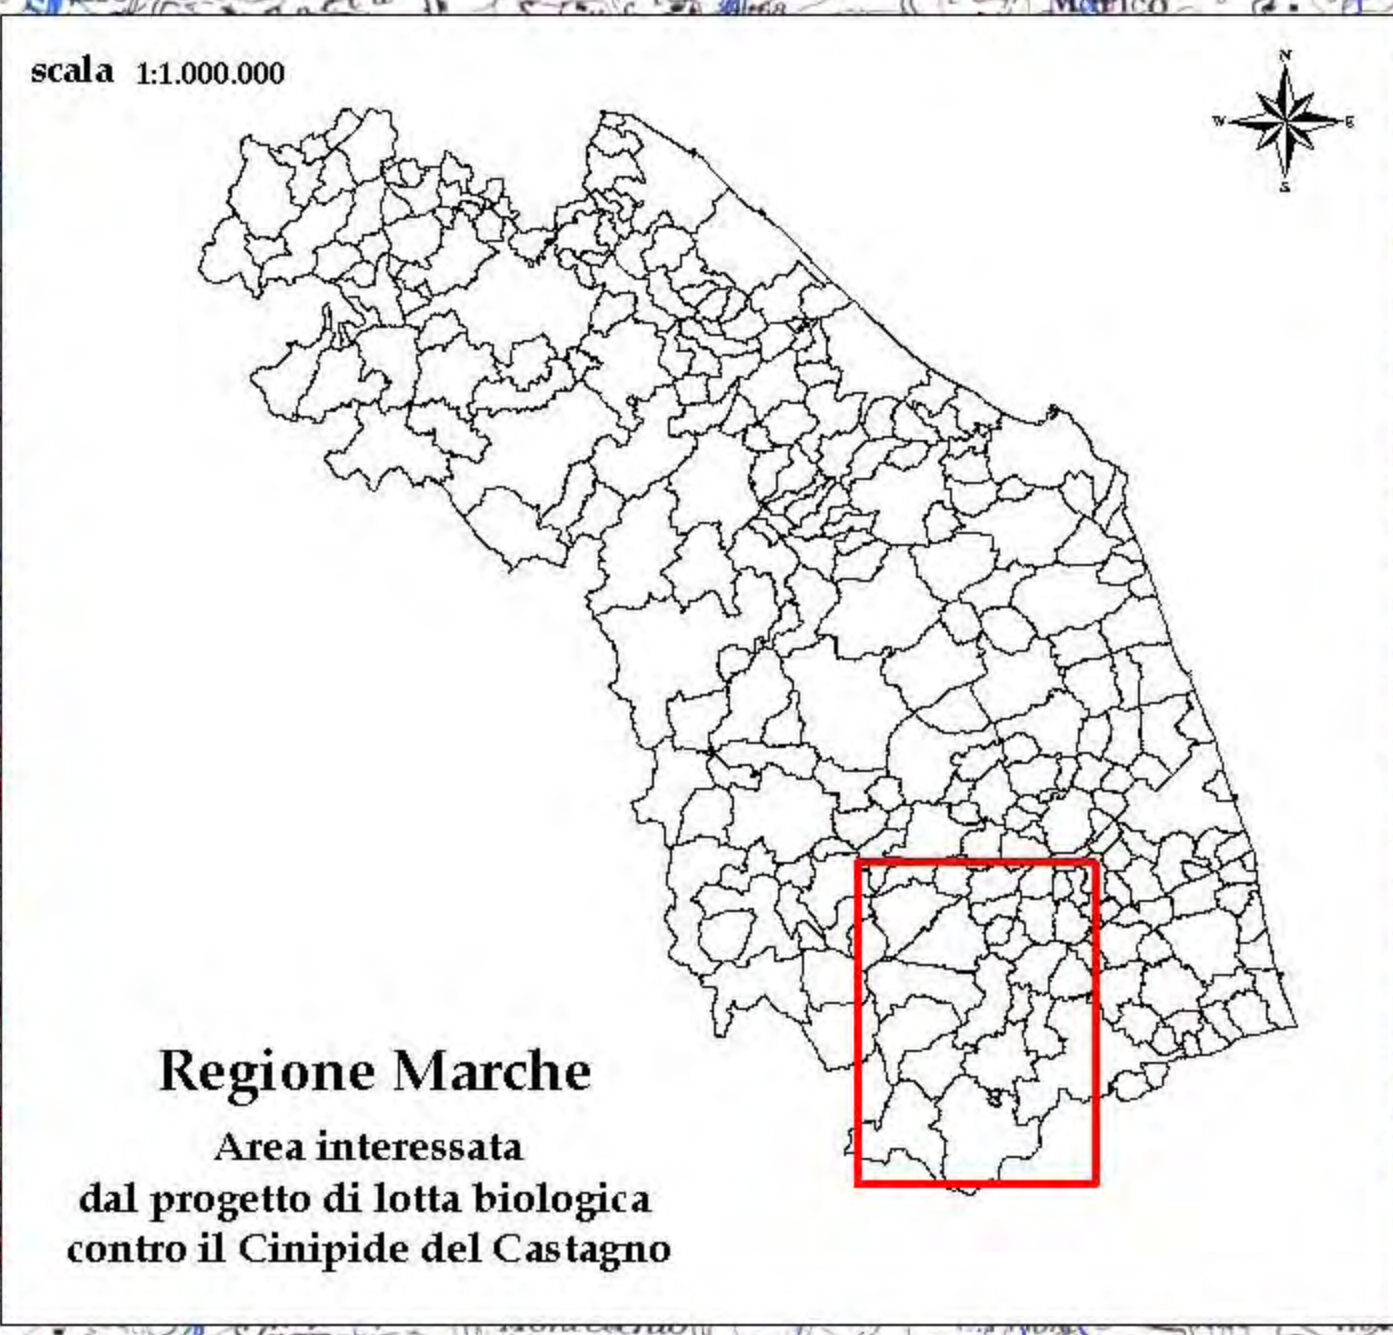 scala 1:1.000.000
N
W E
S
Regione Marche
Area interessata
dal progetto di lotta biologica
contro il Cinipide del Castagno